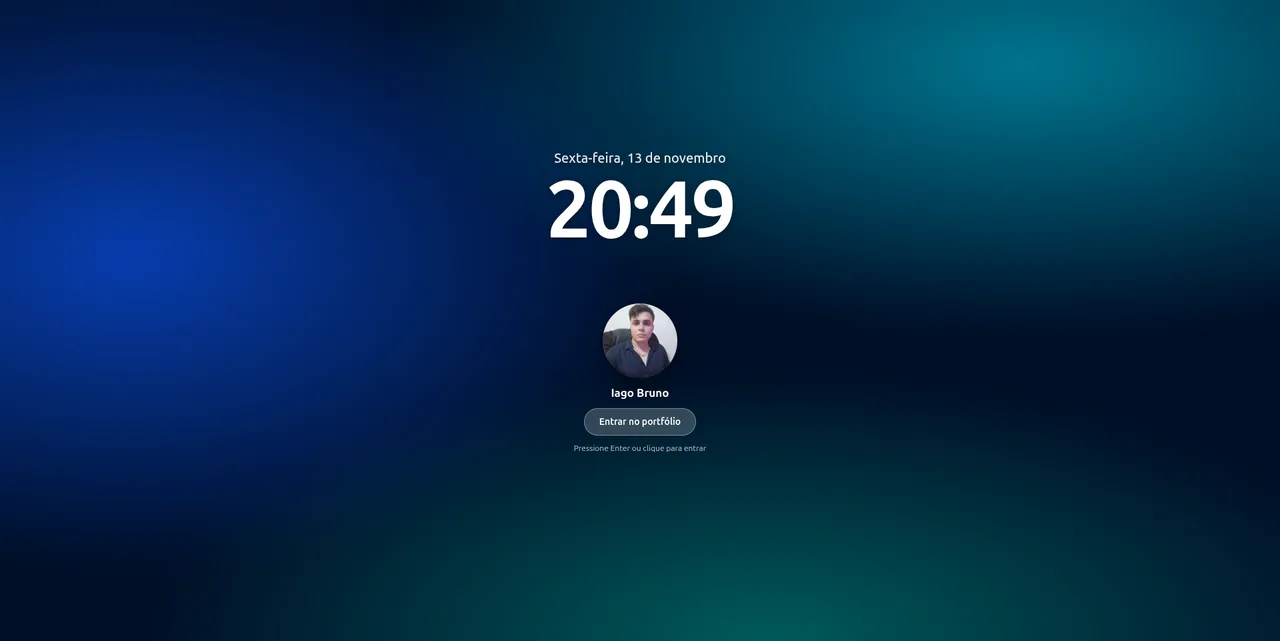 Sexta-feira, 13 de novembro
20:49
Iago Bruno
Entrar no portfólio
Pressione Enter ou clique para entrar